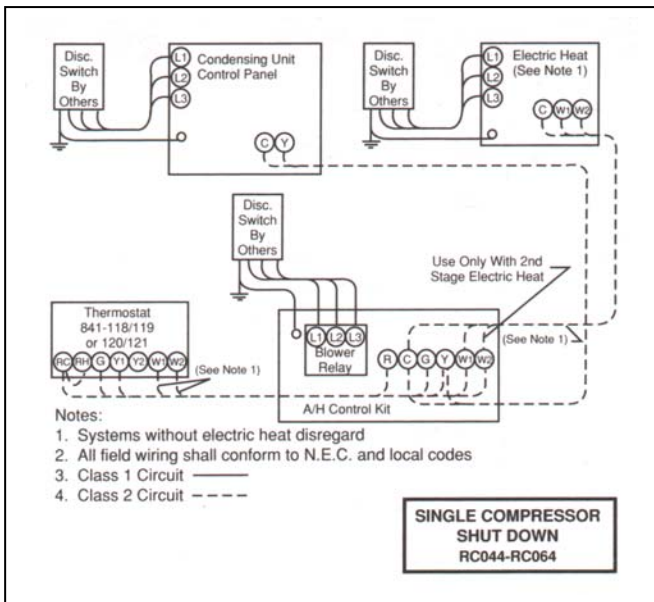 Disc.
Switch
By
Others
L1
L2
L3
Condensing Unit
Control Panel
C Y
Disc.
Switch
By
Others
L1
L2
L3
Electric Heat
(See Note 1)
C W1 W2
Disc.
Switch
By
Others
Use Only With 2nd
Stage Electric Heat
Thermostat
841-118/119
or 120/121
RC RH G Y1 Y2 W1 W2
(See Note 1)
L1 L2 L3
Blower
Relay
R C G Y W1 W2
(See Note 1)
A/H Control Kit
Notes:
1. Systems without electric heat disregard
2. All field wiring shall conform to N.E.C. and local codes
3. Class 1 Circuit
4. Class 2 Circuit
SINGLE COMPRESSOR
SHUT DOWN
RC044-RC064